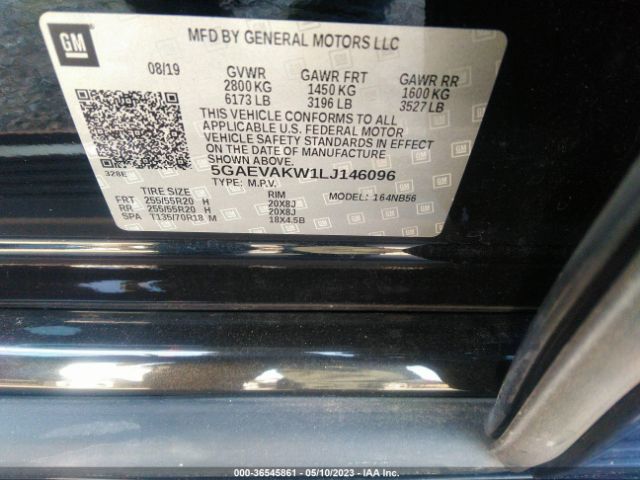 GM
MFD BY GENERAL MOTORS LLC
08/19 GVWR GAWR FRT GAWR RR
2800 KG 1450 KG 1600 KG
6173 LB 3196 LB 3527 LB
THIS VEHICLE CONFORMS TO ALL
APPLICABLE U.S. FEDERAL MOTOR
VEHICLE SAFETY STANDARDS IN EFFECT
ON THE DATE OF MANUFACTURE
SHOWN ABOVE.
328E
5GAEVAKW1LJ146096
TYPE: M.P.V. MODEL: 164NB56
TIRE SIZE RIM
FRT 255/55R20 H 20X8J
RR 255/55R20 H 20X8J
SPA T135/70R18 M 18X4.5B
000-36545861 - 05/10/2023 - IAA Inc.